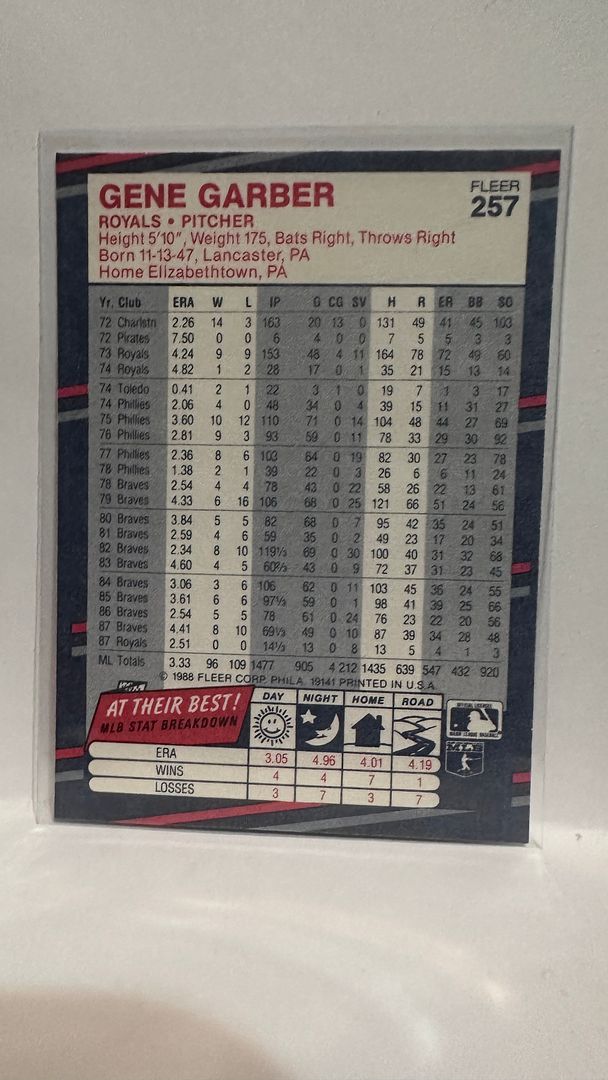 GENE GARBER
FLEER
257
ROYALS • PITCHER
Height 5'10", Weight 175, Bats Right, Throws Right
Born 11-13-47, Lancaster, PA
Home Elizabethtown, PA
Yr. Club ERA W L IP G CG SV H R ER BB SO
72 Charlstn 2.26 14 3 163 20 13 0 131 49 41 45 103
72 Pirates 7.50 0 0 6 4 0 0 7 5 5 3 3
73 Royals 4.24 9 9 153 48 4 11 164 78 72 49 60
74 Royals 4.82 1 2 28 17 0 1 35 21 15 13 14
74 Toledo 0.41 2 1 22 3 1 0 19 7 1 3 17
74 Phillies 2.06 4 0 48 34 0 4 39 15 11 31 27
75 Phillies 3.60 10 12 110 71 0 14 104 48 44 27 69
76 Phillies 2.81 9 3 93 59 0 11 78 33 29 30 92
77 Phillies 2.36 8 6 103 64 0 19 82 30 27 23 78
78 Phillies 1.38 2 1 39 22 0 3 26 6 6 11 24
78 Braves 2.54 4 4 78 43 0 22 58 26 22 13 61
79 Braves 4.33 6 16 106 68 0 25 121 66 51 24 56
80 Braves 3.84 5 5 82 68 0 7 95 42 35 24 51
81 Braves 2.59 4 6 59 35 0 2 49 23 17 20 34
82 Braves 2.34 8 10 119⅓ 69 0 30 100 40 31 32 68
83 Braves 4.60 4 5 60⅔ 43 0 9 72 37 31 23 45
84 Braves 3.06 3 6 106 62 0 11 103 45 36 24 55
85 Braves 3.61 6 6 97⅓ 59 0 1 98 41 39 25 66
86 Braves 2.54 5 5 78 61 0 24 76 23 22 20 56
87 Braves 4.41 8 10 69⅓ 49 0 10 87 39 34 28 48
87 Royals 2.51 0 0 14⅓ 13 0 8 13 5 4 1 3
ML Totals 3.33 96 109 1477 905 4 212 1435 639 547 432 920
© 1988 FLEER CORP. PHILA. 19141 PRINTED IN U.S.A.
AT THEIR BEST!
MLB STAT BREAKDOWN
DAY NIGHT HOME ROAD
ERA 3.05 4.96 4.01 4.19
WINS 4 4 7 1
LOSSES 3 7 3 7
OFFICIAL LICENSEE
MAJOR LEAGUE BASEBALL